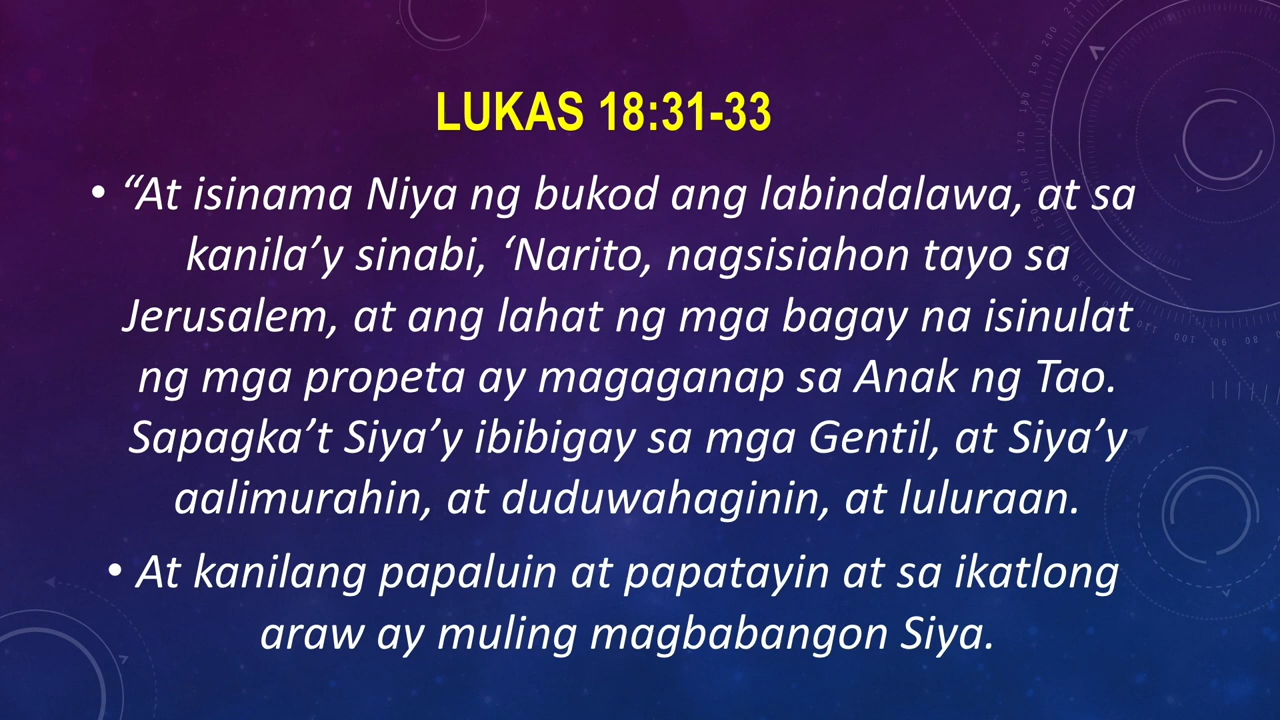 LUKAS 18:31-33
• “At isinama Niya ng bukod ang labindalawa, at sa
kanila’y sinabi, ‘Narito, nagsisiahon tayo sa
Jerusalem, at ang lahat ng mga bagay na isinulat
ng mga propeta ay magaganap sa Anak ng Tao.
Sapagka’t Siya’y ibibigay sa mga Gentil, at Siya’y
aalimurahin, at duduwahaginin, at luluraan.
• At kanilang papaluin at papatayin at sa ikatlong
araw ay muling magbabangon Siya.